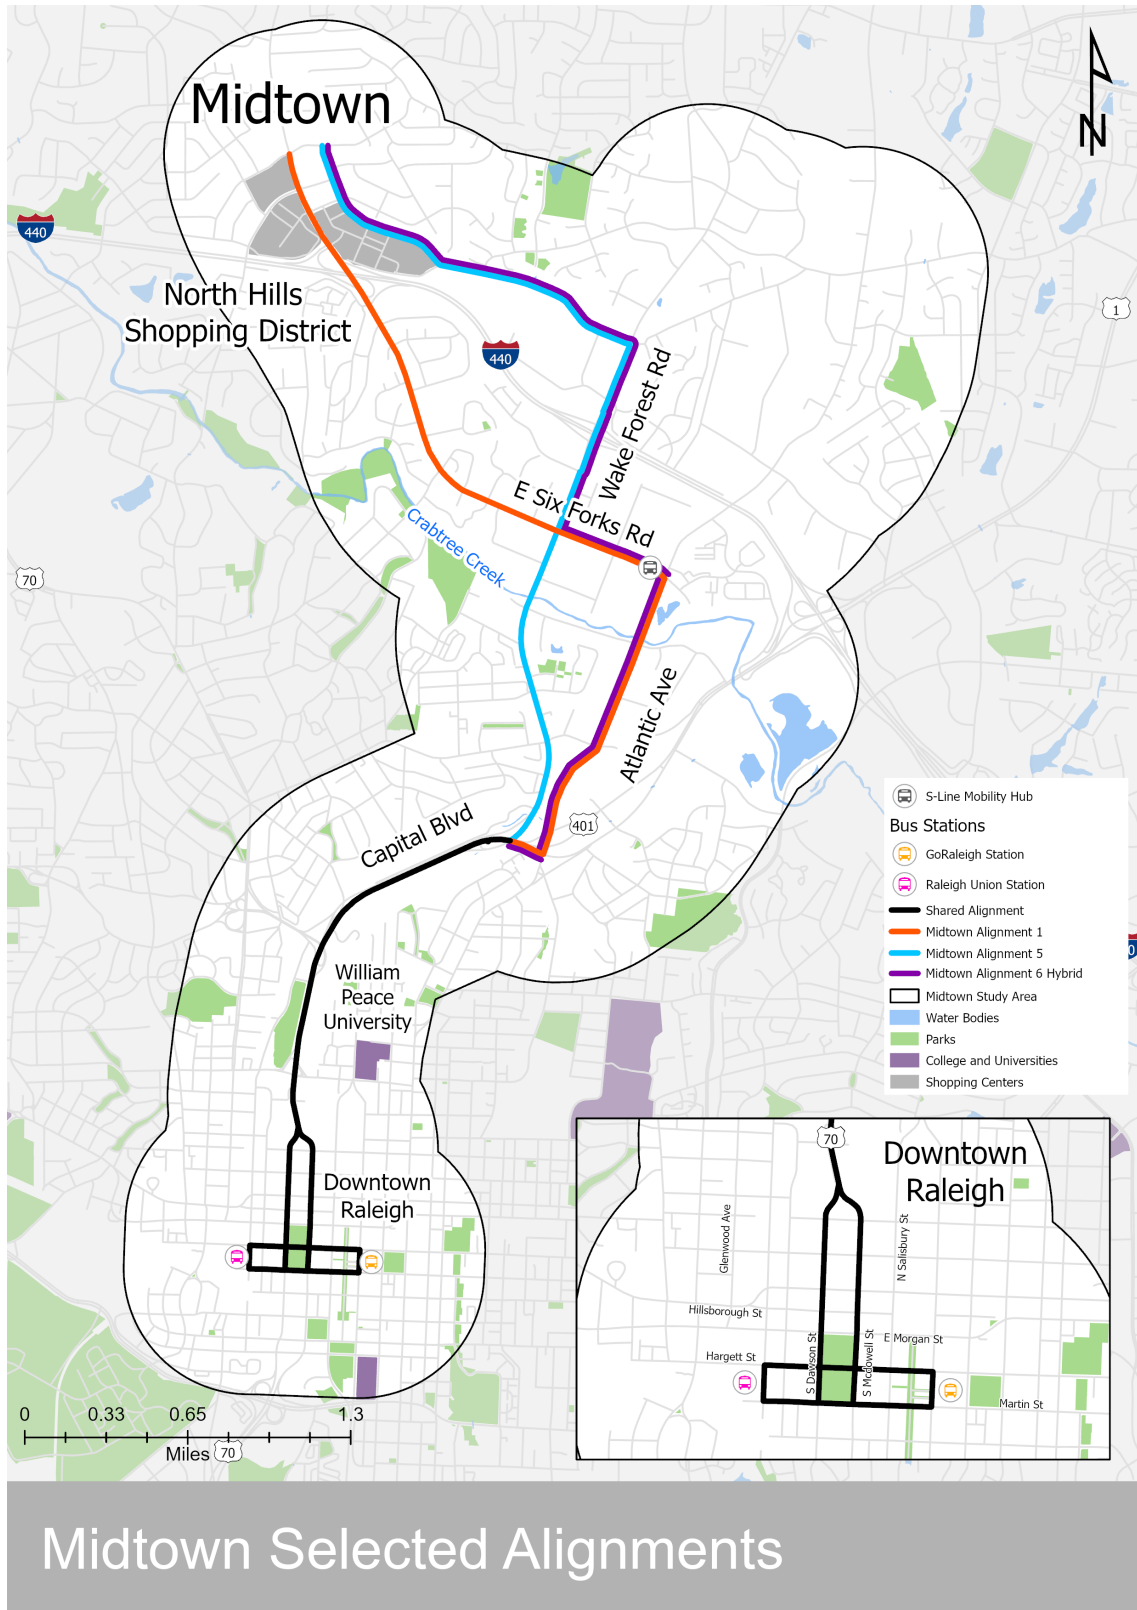 Midtown
N
440
North Hills
Shopping District
440
1
Wake Forest Rd
E Six Forks Rd
Crabtree Creek
70
Atlantic Ave
Capital Blvd
401
S-Line Mobility Hub
Bus Stations
GoRaleigh Station
Raleigh Union Station
Shared Alignment
Midtown Alignment 1
Midtown Alignment 5
Midtown Alignment 6 Hybrid
Midtown Study Area
Water Bodies
Parks
College and Universities
Shopping Centers
0
William
Peace
University
Downtown
Raleigh
70
Downtown
Raleigh
Glenwood Ave
N Salisbury St
Hillsborough St
E Morgan St
Hargett St
S Dawson St
S McDowell St
Martin St
0 0.33 0.65 1.3
Miles
70
Midtown Selected Alignments